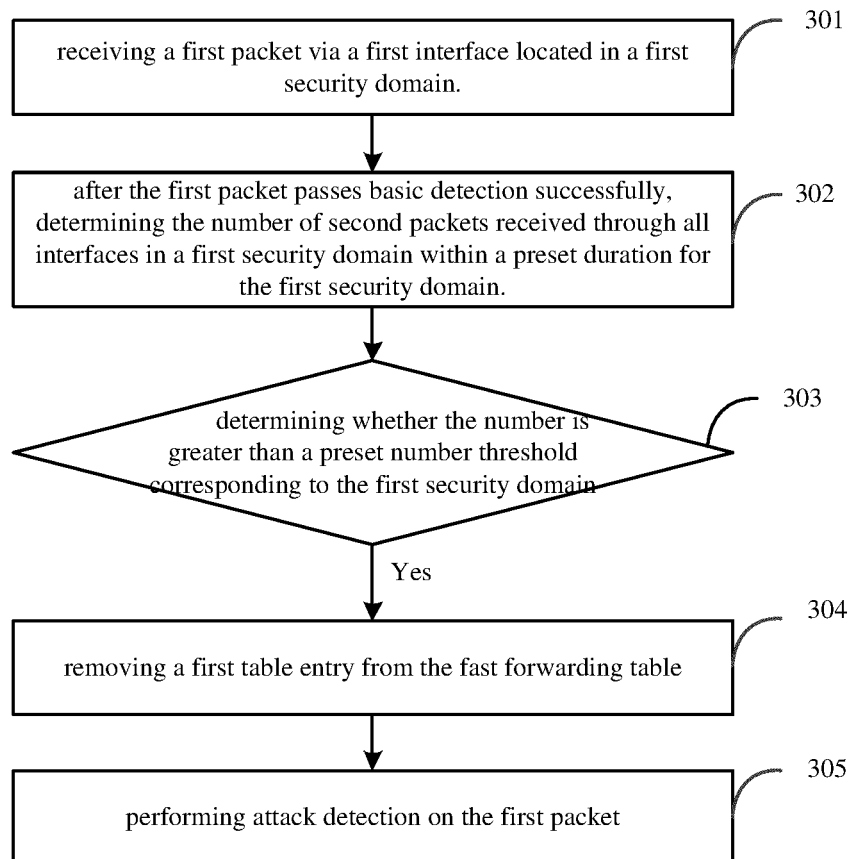 301
receiving a first packet via a first interface located in a first
security domain.
302
after the first packet passes basic detection successfully,
determining the number of second packets received through all
interfaces in a first security domain within a preset duration for
the first security domain.
303
determining whether the number is
greater than a preset number threshold
corresponding to the first security domain
Yes
304
removing a first table entry from the fast forwarding table
305
performing attack detection on the first packet